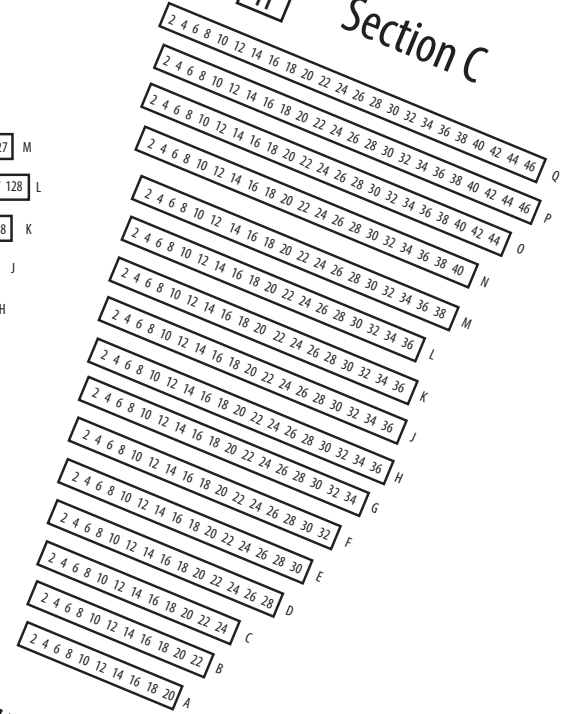 Section C
2 4 6 8 10 12 14 16 18 20 22 24 26 28 30 32 34 36 38 40 42 44 46 Q
2 4 6 8 10 12 14 16 18 20 22 24 26 28 30 32 34 36 38 40 42 44 46 P
2 4 6 8 10 12 14 16 18 20 22 24 26 28 30 32 34 36 38 40 42 44 O
2 4 6 8 10 12 14 16 18 20 22 24 26 28 30 32 34 36 38 40 N
2 4 6 8 10 12 14 16 18 20 22 24 26 28 30 32 34 36 38 M
2 4 6 8 10 12 14 16 18 20 22 24 26 28 30 32 34 36 L
2 4 6 8 10 12 14 16 18 20 22 24 26 28 30 32 34 36 K
2 4 6 8 10 12 14 16 18 20 22 24 26 28 30 32 34 36 J
2 4 6 8 10 12 14 16 18 20 22 24 26 28 30 32 34 36 H
2 4 6 8 10 12 14 16 18 20 22 24 26 28 30 32 34 G
2 4 6 8 10 12 14 16 18 20 22 24 26 28 30 32 F
2 4 6 8 10 12 14 16 18 20 22 24 26 28 30 E
2 4 6 8 10 12 14 16 18 20 22 24 26 28 D
2 4 6 8 10 12 14 16 18 20 22 24 C
2 4 6 8 10 12 14 16 18 20 22 B
2 4 6 8 10 12 14 16 18 20 A
27 M
128 L
8 K
J
H